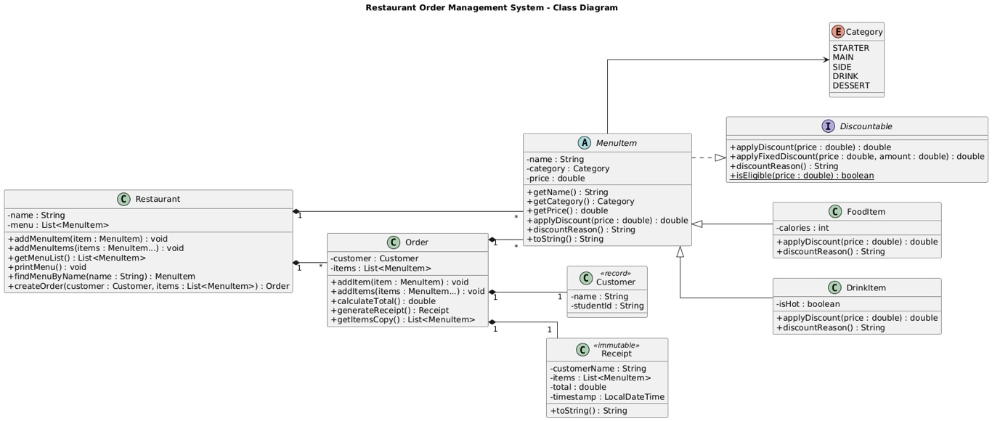 Restaurant Order Management System - Class Diagram
E Category
STARTER
MAIN
SIDE
DRINK
DESSERT
I Discountable
+applyDiscount(price : double) : double
+applyFixedDiscount(price : double, amount : double) : double
+discountReason() : String
+isEligible(price : double) : boolean
A MenuItem
-name : String
-category : Category
-price : double
+getName() : String
+getCategory() : Category
+getPrice() : double
+applyDiscount(price : double) : double
+discountReason() : String
+toString() : String
C Restaurant
-name : String
-menu : List<MenuItem>
+addMenuItem(item : MenuItem) : void
+addMenuItems(items : MenuItem...) : void
+getMenuList() : List<MenuItem>
+printMenu() : void
+findMenuByName(name : String) : MenuItem
+createOrder(customer : Customer, items : List<MenuItem>) : Order
1
*
1
*
C Order
-customer : Customer
-items : List<MenuItem>
+addItem(item : MenuItem) : void
+addItems(items : MenuItem...) : void
+calculateTotal() : double
+generateReceipt() : Receipt
+getItemsCopy() : List<MenuItem>
1
*
1
1
1
1
C FoodItem
-calories : int
+applyDiscount(price : double) : double
+discountReason() : String
C «record»
Customer
-name : String
-studentId : String
C DrinkItem
-isHot : boolean
+applyDiscount(price : double) : double
+discountReason() : String
C «immutable»
Receipt
-customerName : String
-items : List<MenuItem>
-total : double
-timestamp : LocalDateTime
+toString() : String